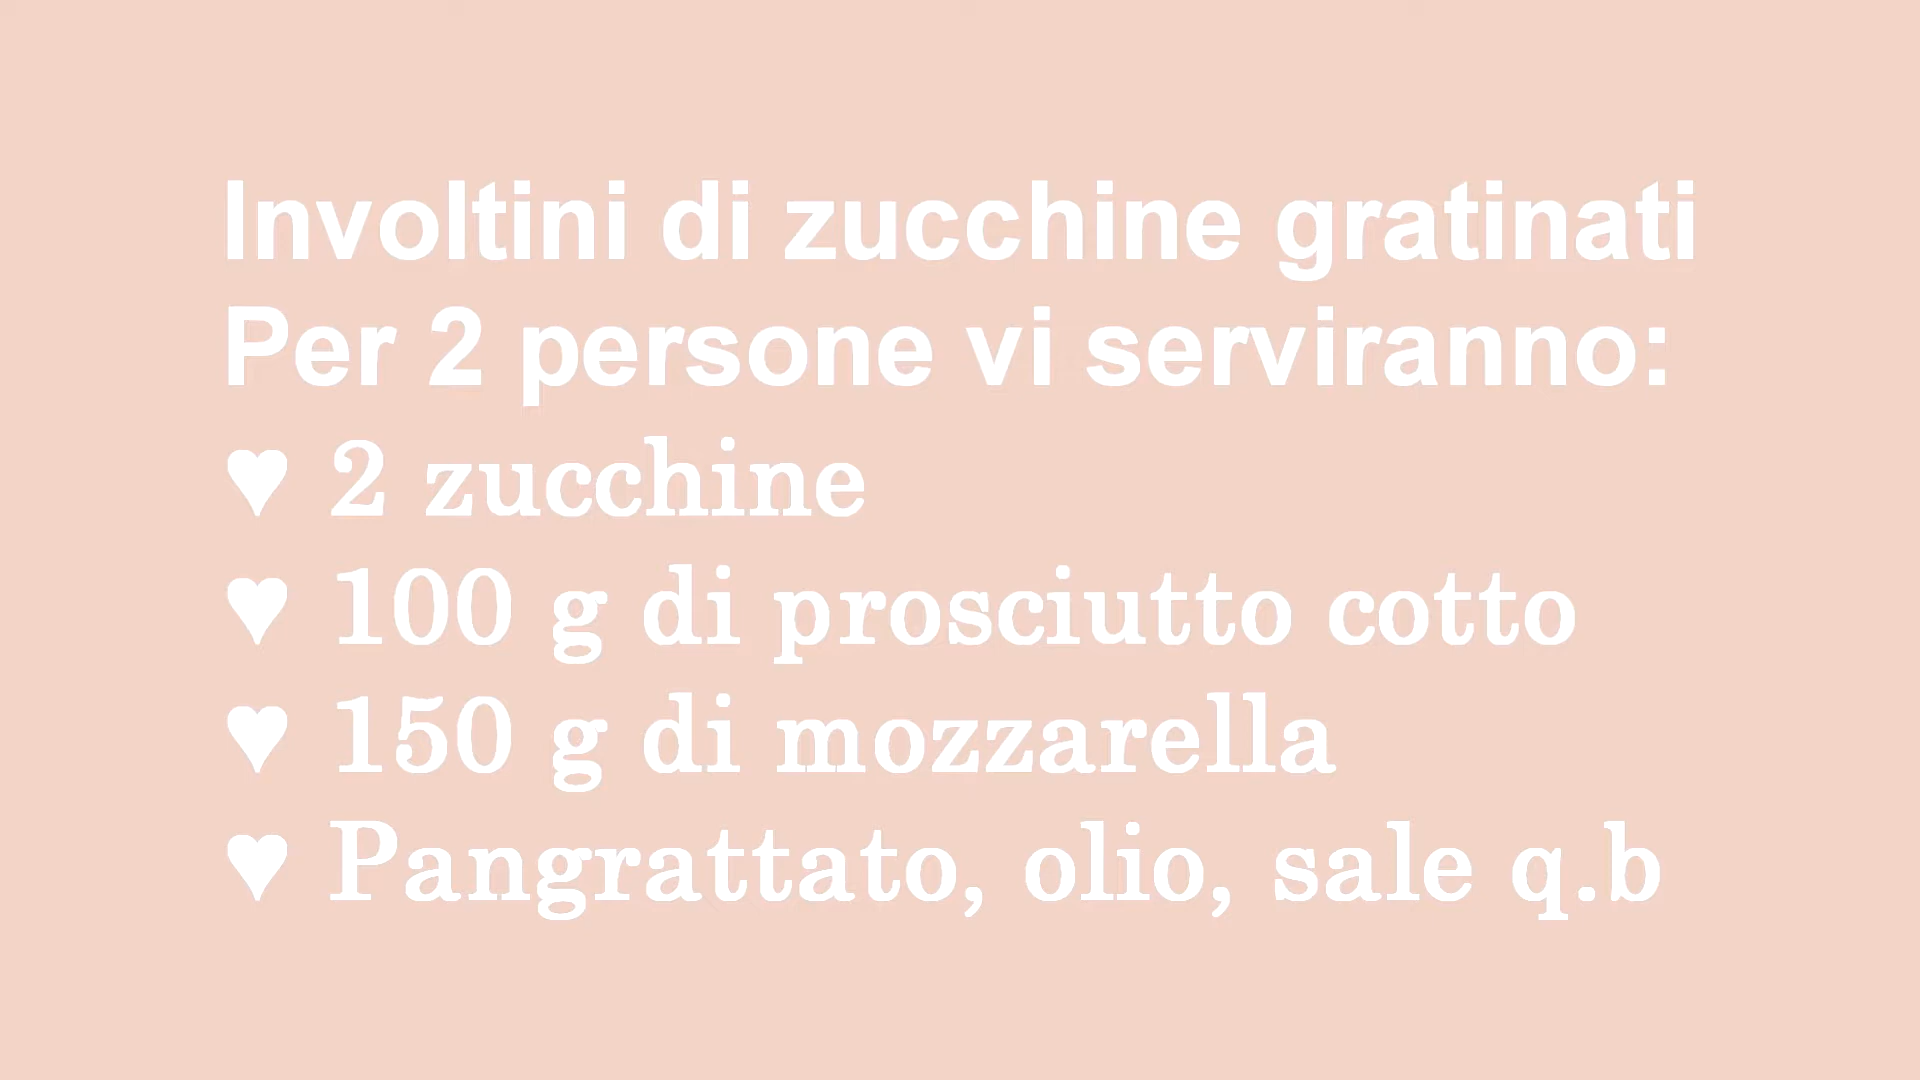 Involtini di zucchine gratinati
Per 2 persone vi serviranno:
♥ 2 zucchine
♥ 100 g di prosciutto cotto
♥ 150 g di mozzarella
♥ Pangrattato, olio, sale q.b